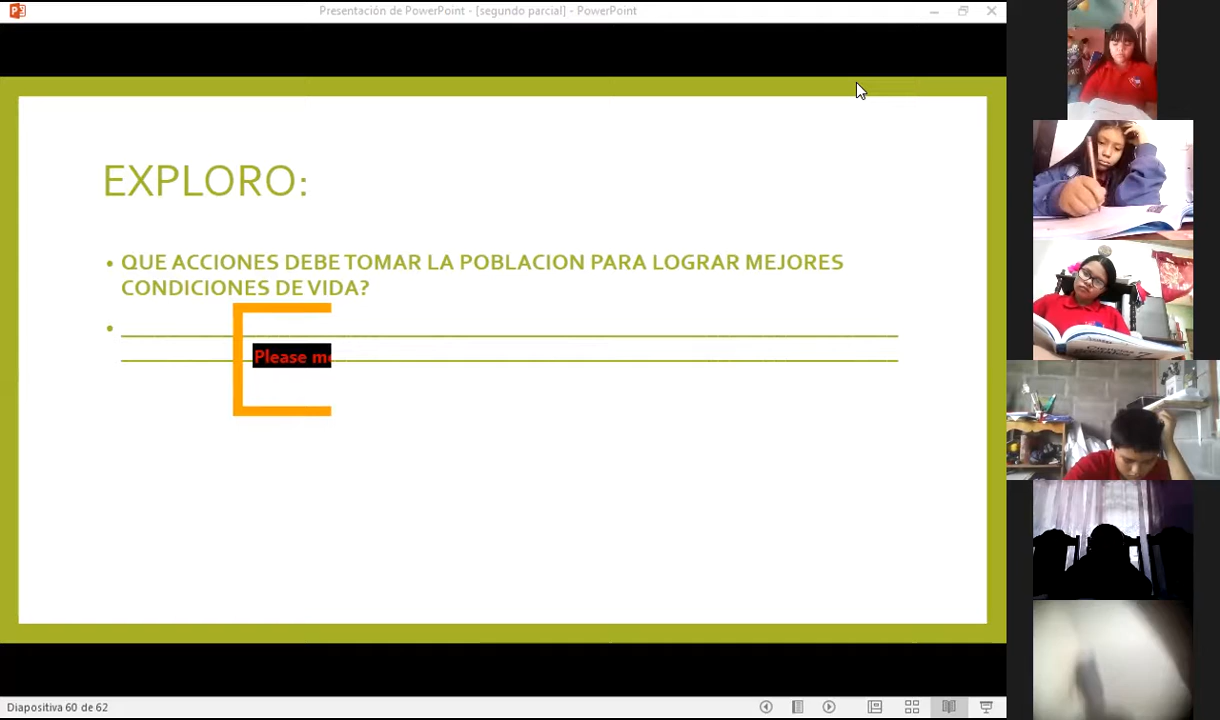 Presentación de PowerPoint - [segundo parcial] - PowerPoint
EXPLORO:
• QUE ACCIONES DEBE TOMAR LA POBLACION PARA LOGRAR MEJORES
CONDICIONES DE VIDA?
Please
Diapositiva 60 de 62